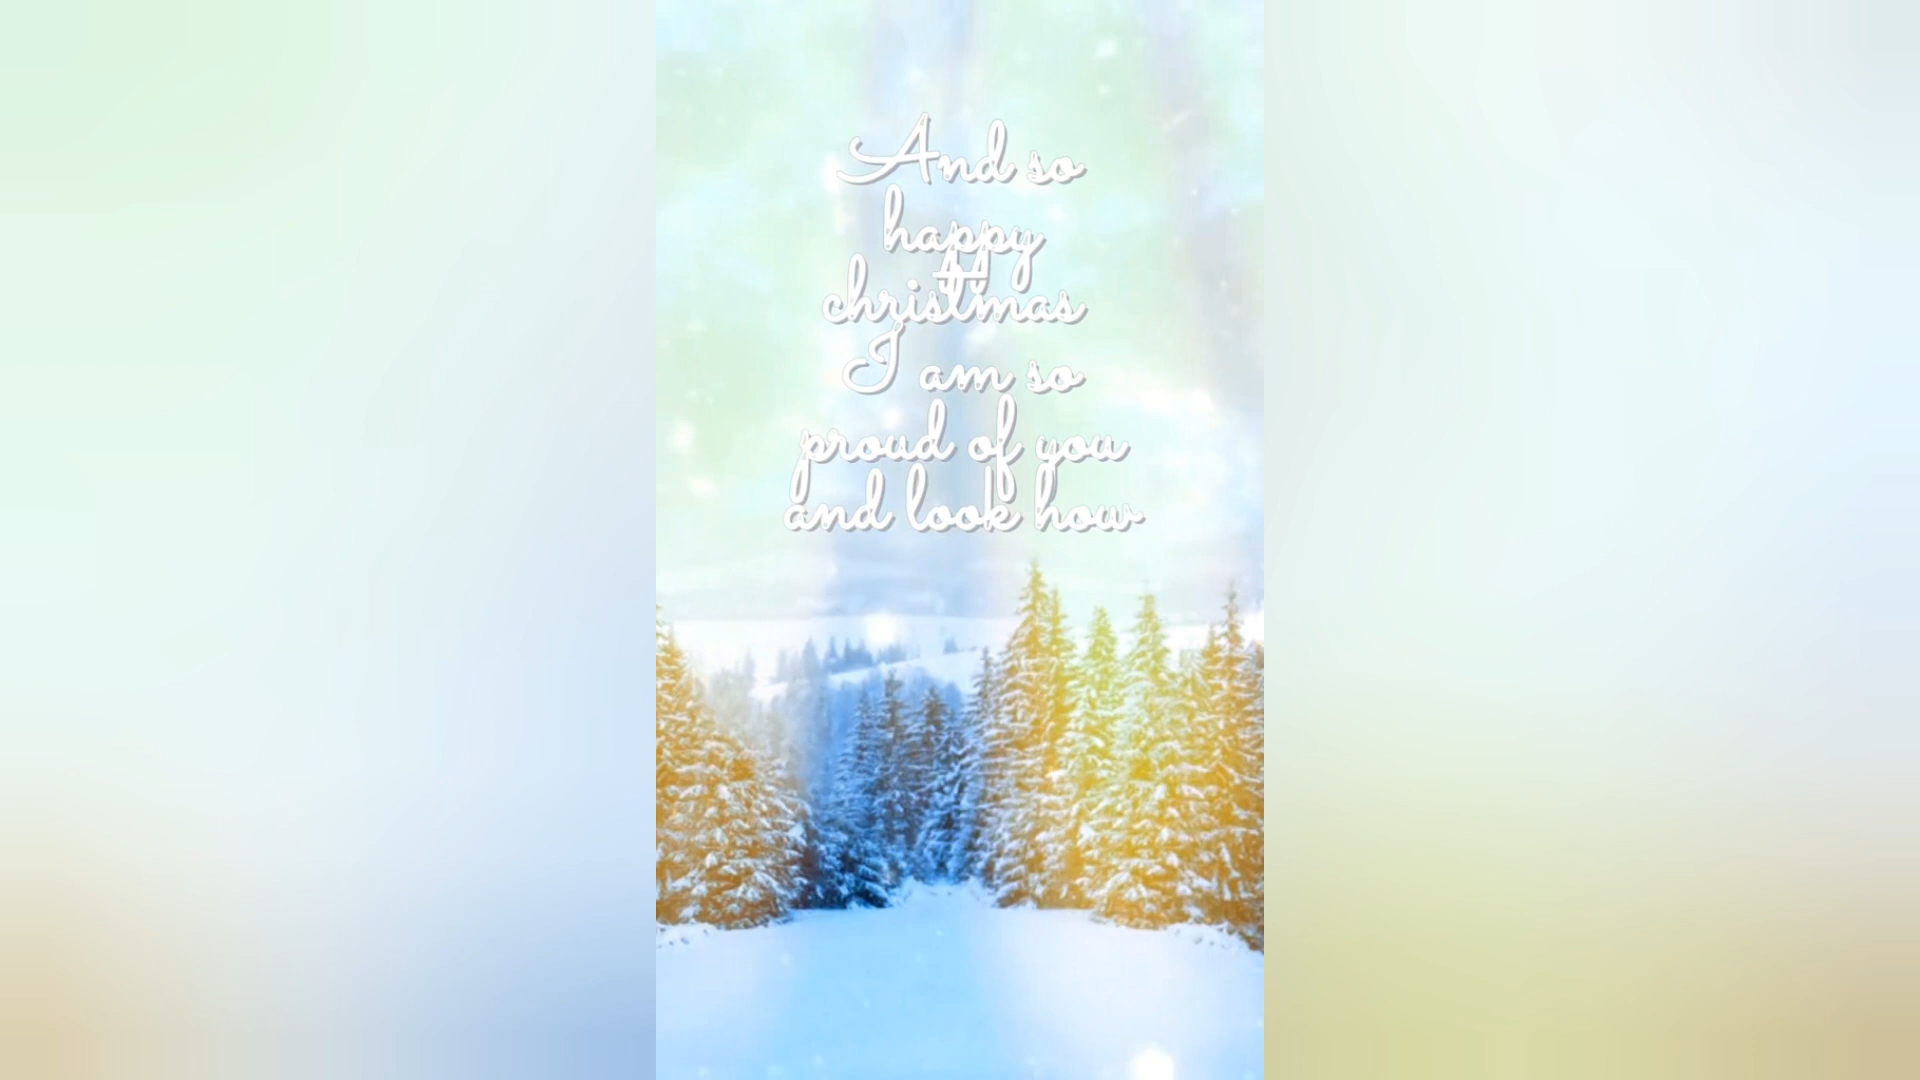 And so
happy
christmas
I am so
proud of you
and look how